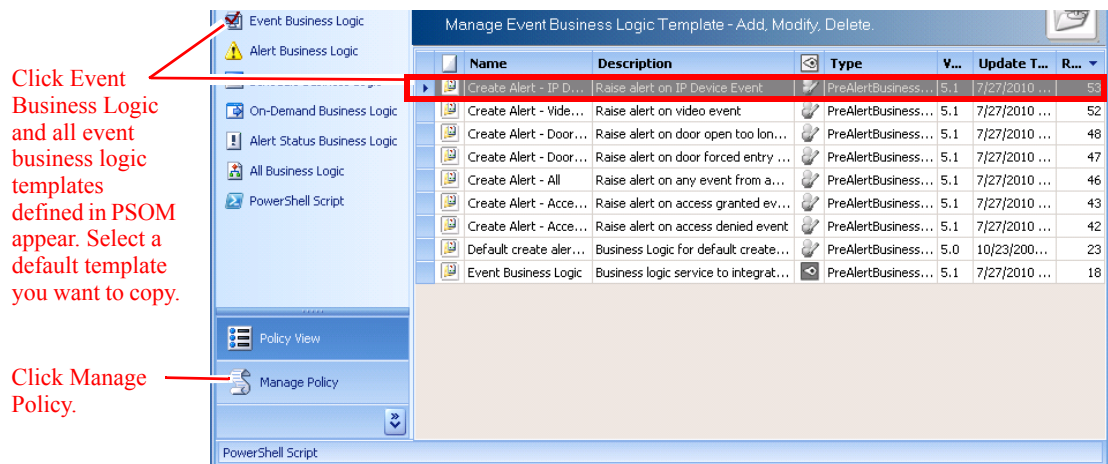 Event Business Logic
Manage Event Business Logic Template - Add, Modify, Delete.
Alert Business Logic
Click Event
Business Logic
and all event
business logic
templates
defined in PSOM
appear. Select a
default template
you want to copy.
On-Demand Business Logic
Alert Status Business Logic
All Business Logic
PowerShell Script
Name Description Type V... Update T... R...
Create Alert - IP D... Raise alert on IP Device Event PreAlertBusiness... 5.1 7/27/2010 ... 53
Create Alert - Vide... Raise alert on video event PreAlertBusiness... 5.1 7/27/2010 ... 52
Create Alert - Door... Raise alert on door open too lon... PreAlertBusiness... 5.1 7/27/2010 ... 48
Create Alert - Door... Raise alert on door forced entry ... PreAlertBusiness... 5.1 7/27/2010 ... 47
Create Alert - All Raise alert on any event from a... PreAlertBusiness... 5.1 7/27/2010 ... 46
Create Alert - Acce... Raise alert on access granted ev... PreAlertBusiness... 5.1 7/27/2010 ... 43
Create Alert - Acce... Raise alert on access denied event PreAlertBusiness... 5.1 7/27/2010 ... 42
Default create aler... Business Logic for default create... PreAlertBusiness... 5.0 10/23/200... 23
Event Business Logic Business logic service to integrat... PreAlertBusiness... 5.1 7/27/2010 ... 18
Policy View
Click Manage
Policy.
Manage Policy
PowerShell Script